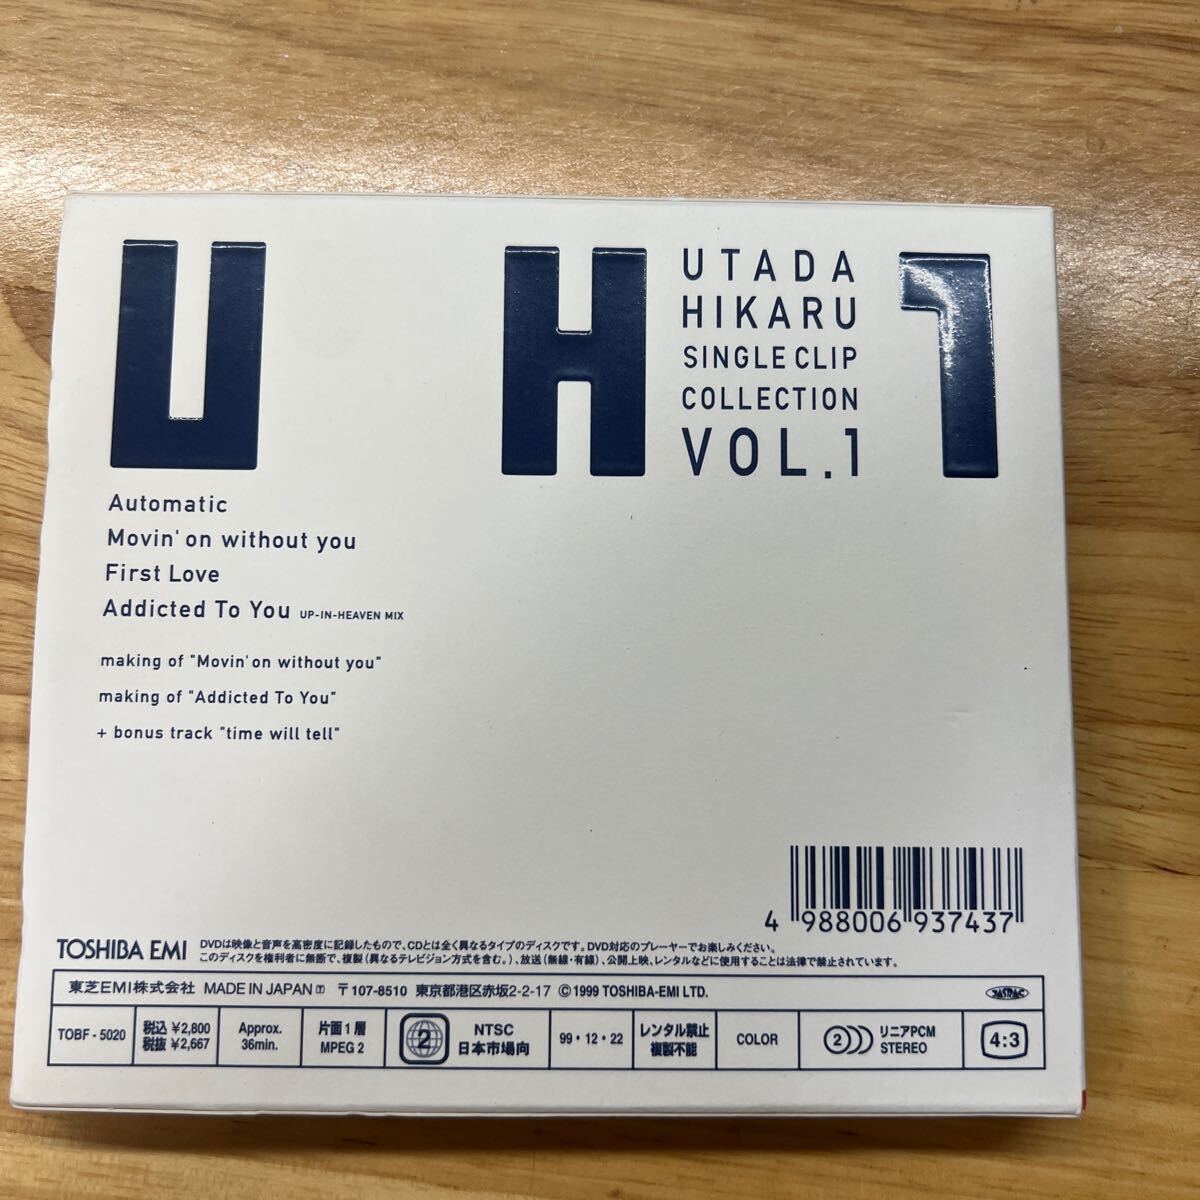 U H 1
UTADA
HIKARU
SINGLE CLIP
COLLECTION
VOL.1
Automatic
Movin' on without you
First Love
Addicted To You UP-IN-HEAVEN MIX
making of "Movin' on without you"
making of "Addicted To You"
+ bonus track "time will tell"
4 988006 937437
TOSHIBA EMI
DVDは映像と音声を高密度に記録したもので、CDとは全く異なるタイプのディスクです。DVD対応のプレーヤーでお楽しみください。
このディスクを権利者に無断で、複製(異なるテレビジョン方式を含む。)、放送(無線・有線)、公開上映、レンタルなどに使用することは法律で禁止されています。
東芝EMI株式会社 MADE IN JAPAN T 〒107-8510 東京都港区赤坂2-2-17 ©1999 TOSHIBA-EMI LTD.
JASRAC
TOBF-5020
税込 ¥2,800
税抜 ¥2,667
Approx.
36min.
片面1層
MPEG 2
2
NTSC
日本市場向
99・12・22
レンタル禁止
複製不能
COLOR
2
リニアPCM
STEREO
4:3